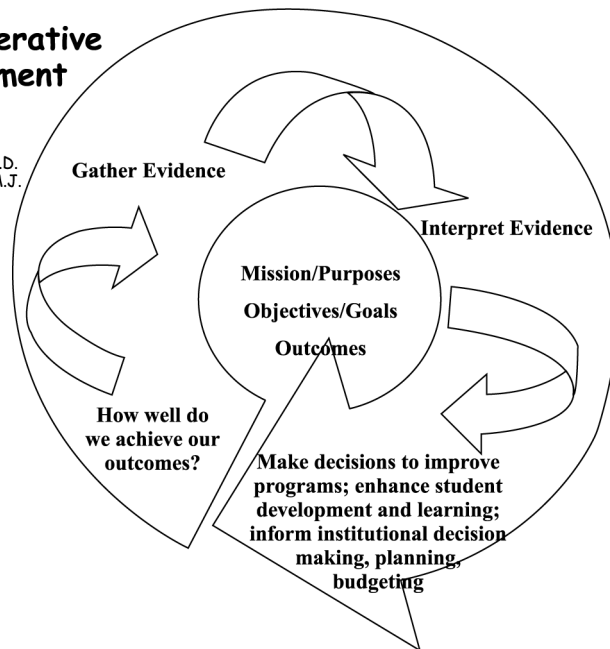 erative
ment
.D.
A.J.
Gather Evidence
Interpret Evidence
Mission/Purposes
Objectives/Goals
Outcomes
How well do
we achieve our
outcomes?
Make decisions to improve
programs; enhance student
development and learning;
inform institutional decision
making, planning,
budgeting